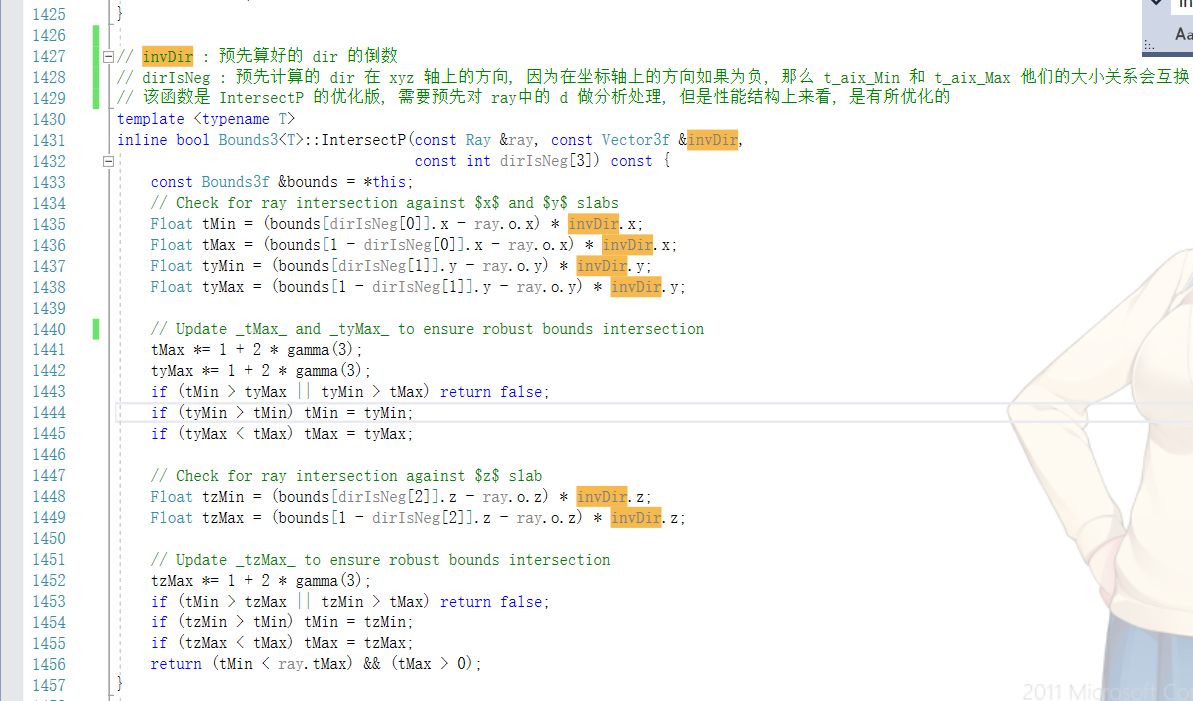 1425 }
1426
1427 // invDir : 预先算好的 dir 的倒数
1428 // dirIsNeg : 预先计算的 dir 在 xyz 轴上的方向, 因为在坐标轴上的方向如果为负, 那么 t_aix_Min 和 t_aix_Max 他们的大小关系会互换
1429 // 该函数是 IntersectP 的优化版, 需要预先对 ray中的 d 做分析处理, 但是性能结构上来看, 是有所优化的
1430 template <typename T>
1431 inline bool Bounds3<T>::IntersectP(const Ray &ray, const Vector3f &invDir,
1432 const int dirIsNeg[3]) const {
1433 const Bounds3f &bounds = *this;
1434 // Check for ray intersection against $x$ and $y$ slabs
1435 Float tMin = (bounds[dirIsNeg[0]].x - ray.o.x) * invDir.x;
1436 Float tMax = (bounds[1 - dirIsNeg[0]].x - ray.o.x) * invDir.x;
1437 Float tyMin = (bounds[dirIsNeg[1]].y - ray.o.y) * invDir.y;
1438 Float tyMax = (bounds[1 - dirIsNeg[1]].y - ray.o.y) * invDir.y;
1439
1440 // Update _tMax_ and _tyMax_ to ensure robust bounds intersection
1441 tMax *= 1 + 2 * gamma(3);
1442 tyMax *= 1 + 2 * gamma(3);
1443 if (tMin > tyMax || tyMin > tMax) return false;
1444 if (tyMin > tMin) tMin = tyMin;
1445 if (tyMax < tMax) tMax = tyMax;
1446
1447 // Check for ray intersection against $z$ slab
1448 Float tzMin = (bounds[dirIsNeg[2]].z - ray.o.z) * invDir.z;
1449 Float tzMax = (bounds[1 - dirIsNeg[2]].z - ray.o.z) * invDir.z;
1450
1451 // Update _tzMax_ to ensure robust bounds intersection
1452 tzMax *= 1 + 2 * gamma(3);
1453 if (tMin > tzMax || tzMin > tMax) return false;
1454 if (tzMin > tMin) tMin = tzMin;
1455 if (tzMax < tMax) tMax = tzMax;
1456 return (tMin < ray.tMax) && (tMax > 0);
1457 }
Aa
2011 Microsoft Co